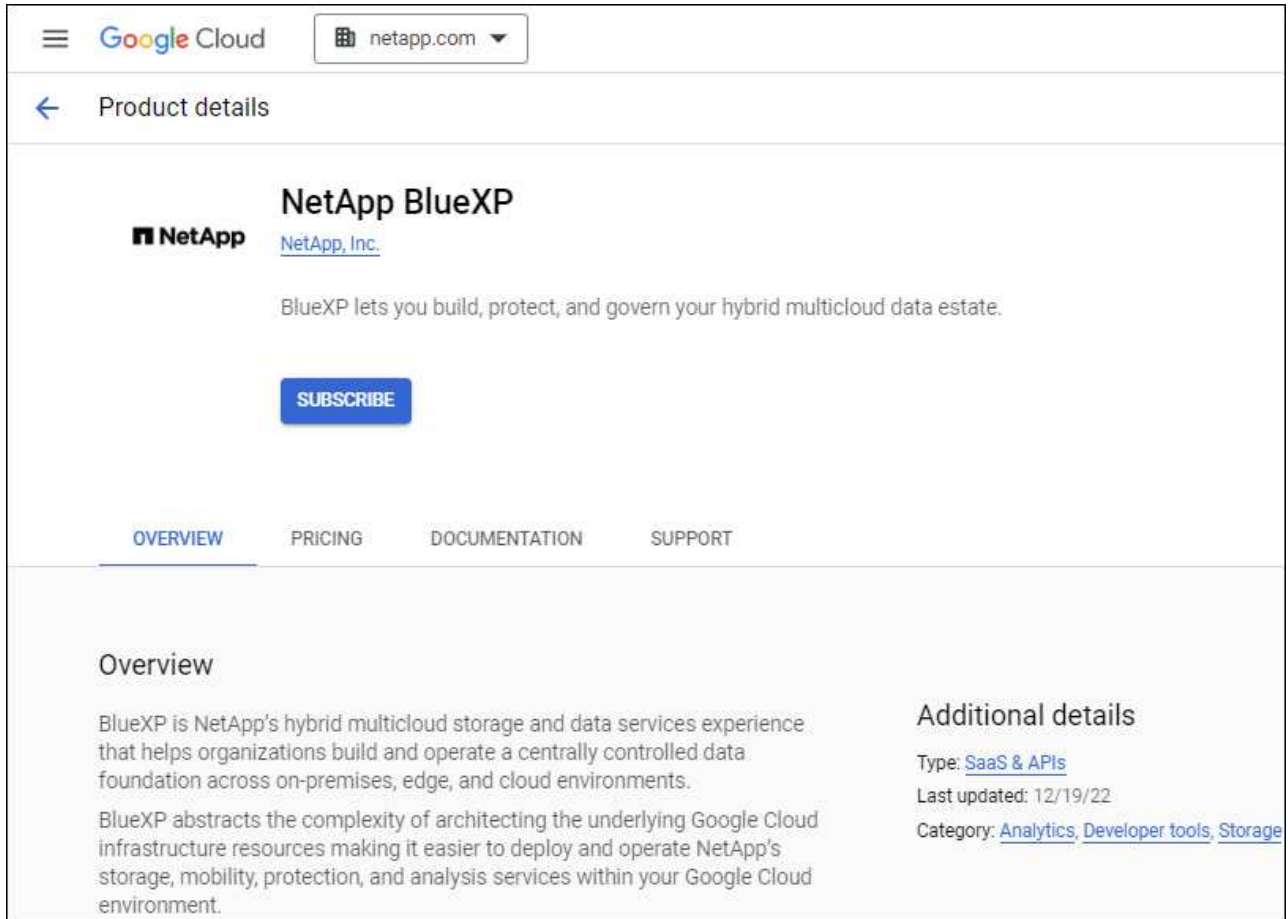 Google Cloud
netapp.com
Product details
NetApp BlueXP
NetApp
NetApp, Inc.
BlueXP lets you build, protect, and govern your hybrid multicloud data estate.
SUBSCRIBE
OVERVIEW PRICING DOCUMENTATION SUPPORT
Overview
BlueXP is NetApp's hybrid multicloud storage and data services experience
that helps organizations build and operate a centrally controlled data
foundation across on-premises, edge, and cloud environments.
BlueXP abstracts the complexity of architecting the underlying Google Cloud
infrastructure resources making it easier to deploy and operate NetApp's
storage, mobility, protection, and analysis services within your Google Cloud
environment.
Additional details
Type: SaaS & APIs
Last updated: 12/19/22
Category: Analytics, Developer tools, Storage